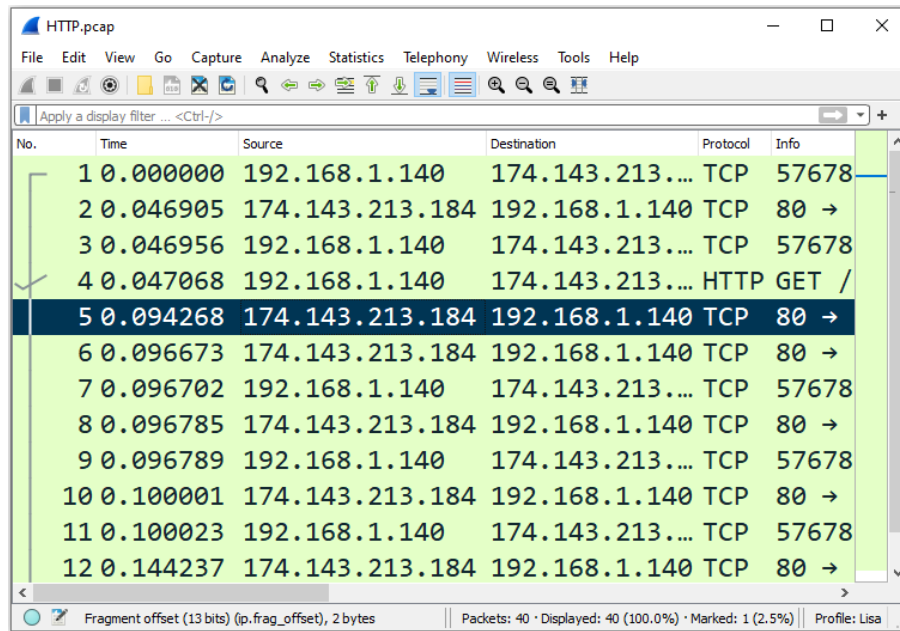 HTTP.pcap
File Edit View Go Capture Analyze Statistics Telephony Wireless Tools Help
Apply a display filter ... <Ctrl-/>
No. Time Source Destination Protocol Info
1 0.000000 192.168.1.140 174.143.213.… TCP 57678
2 0.046905 174.143.213.184 192.168.1.140 TCP 80 →
3 0.046956 192.168.1.140 174.143.213.… TCP 57678
4 0.047068 192.168.1.140 174.143.213.… HTTP GET /
5 0.094268 174.143.213.184 192.168.1.140 TCP 80 →
6 0.096673 174.143.213.184 192.168.1.140 TCP 80 →
7 0.096702 192.168.1.140 174.143.213.… TCP 57678
8 0.096785 174.143.213.184 192.168.1.140 TCP 80 →
9 0.096789 192.168.1.140 174.143.213.… TCP 57678
10 0.100001 174.143.213.184 192.168.1.140 TCP 80 →
11 0.100023 192.168.1.140 174.143.213.… TCP 57678
12 0.144237 174.143.213.184 192.168.1.140 TCP 80 →
Fragment offset (13 bits) (ip.frag_offset), 2 bytes Packets: 40 · Displayed: 40 (100.0%) · Marked: 1 (2.5%) Profile: Lisa